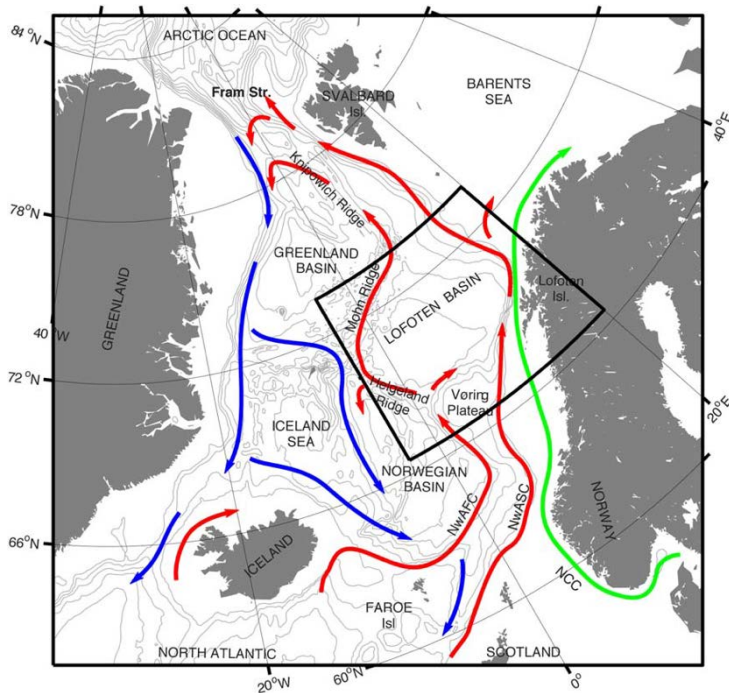 84°N
ARCTIC OCEAN
Fram Str.
SVALBARD
Isl
BARENTS
SEA
40°E
78°N
Knipowich Ridge
GREENLAND
BASIN
Mohn Ridge
LOFOTEN BASIN
Lofoten
Isl.
GREENLAND
40°W
72°N
Helgeland
Ridge
Vørirg
Plateau
20°E
ICELAND
SEA
NORWEGIAN
BASIN
NwAFC
NwASC
NORWAY
66°N
ICELAND
NCC
FAROE
Isl
NORTH ATLANTIC
SCOTLAND
20°W
60°N
0°